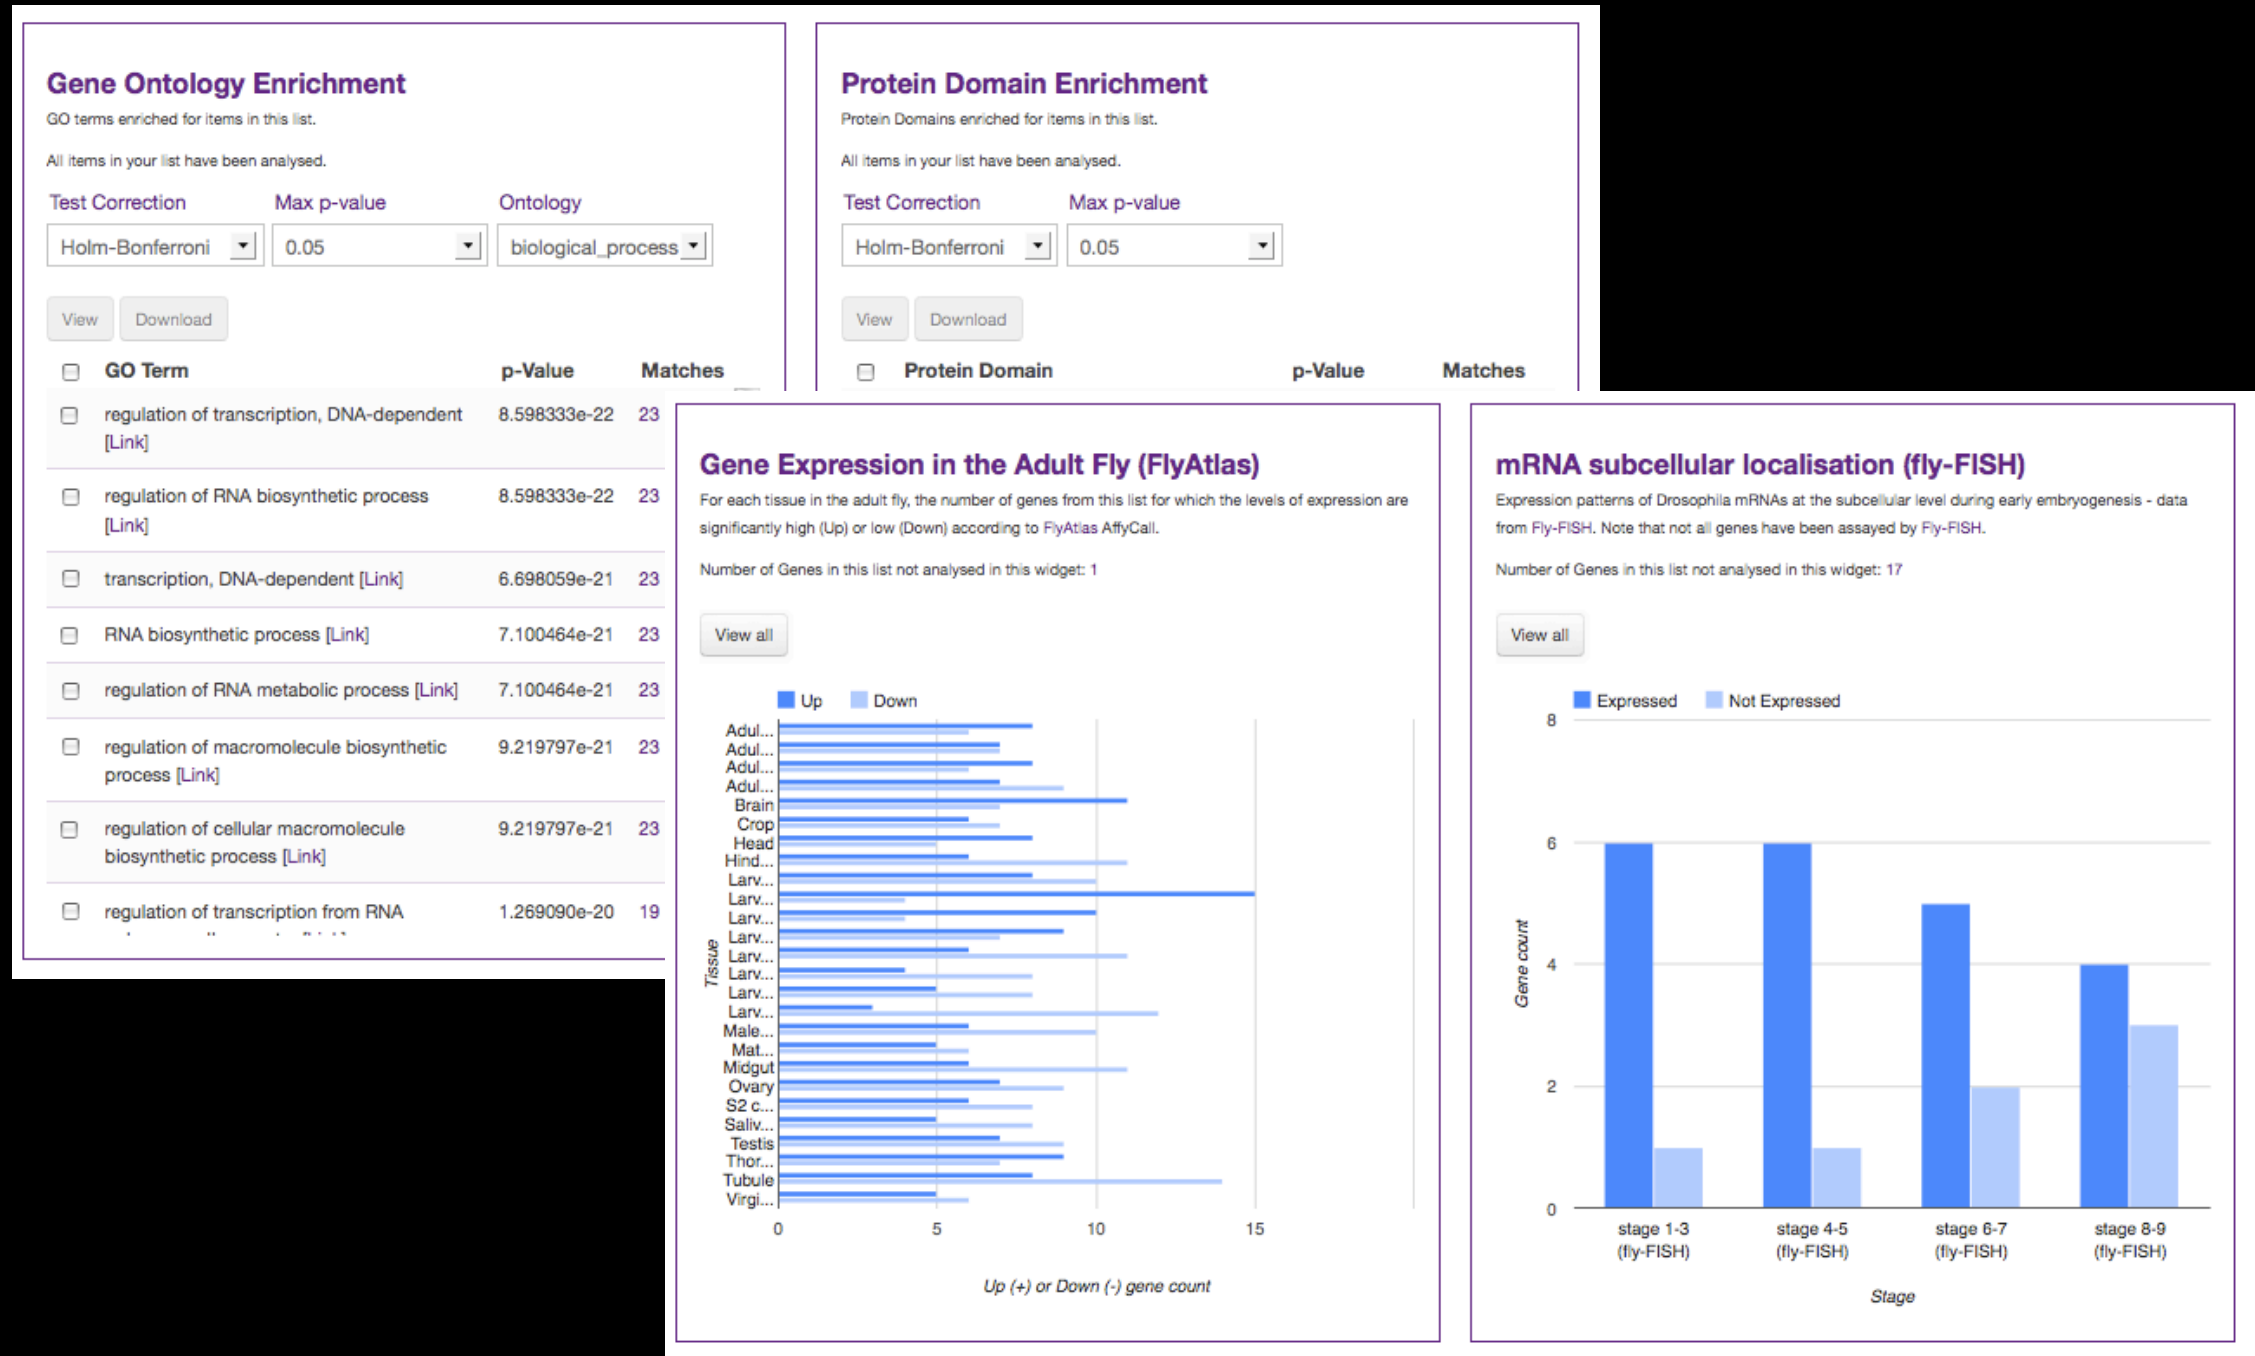 Gene Ontology Enrichment
GO terms enriched for items in this list.
All items in your list have been analysed.
Test Correction Max p-value Ontology
Holm-Bonferroni 0.05 biological_process
View Download
GO Term p-Value Matches
regulation of transcription, DNA-dependent 8.598333e-22 23
[Link]
regulation of RNA biosynthetic process 8.598333e-22 23
[Link]
transcription, DNA-dependent [Link] 6.698059e-21 23
RNA biosynthetic process [Link] 7.100464e-21 23
regulation of RNA metabolic process [Link] 7.100464e-21 23
regulation of macromolecule biosynthetic 9.219797e-21 23
process [Link]
regulation of cellular macromolecule 9.219797e-21 23
biosynthetic process [Link]
regulation of transcription from RNA 1.269090e-20 19
Protein Domain Enrichment
Protein Domains enriched for items in this list.
All items in your list have been analysed.
Test Correction Max p-value
Holm-Bonferroni 0.05
View Download
Protein Domain p-Value Matches
Gene Expression in the Adult Fly (FlyAtlas)
For each tissue in the adult fly, the number of genes from this list for which the levels of expression are
significantly high (Up) or low (Down) according to FlyAtlas AffyCall.
Number of Genes in this list not analysed in this widget: 1
View all
Up Down
Adul...
Adul...
Adul...
Adul...
Brain
Crop
Head
Hind...
Larv...
Larv...
Larv...
Larv...
Larv...
Larv...
Larv...
Larv...
Male...
Mat...
Midgut
Ovary
S2 c...
Saliv...
Testis
Thor...
Tubule
Virgi...
Tissue
0 5 10 15
Up (+) or Down (-) gene count
mRNA subcellular localisation (fly-FISH)
Expression patterns of Drosophila mRNAs at the subcellular level during early embryogenesis - data
from Fly-FISH. Note that not all genes have been assayed by Fly-FISH.
Number of Genes in this list not analysed in this widget: 17
View all
Expressed Not Expressed
8
6
4
2
0
Gene count
stage 1-3 stage 4-5 stage 6-7 stage 8-9
(fly-FISH) (fly-FISH) (fly-FISH) (fly-FISH)
Stage